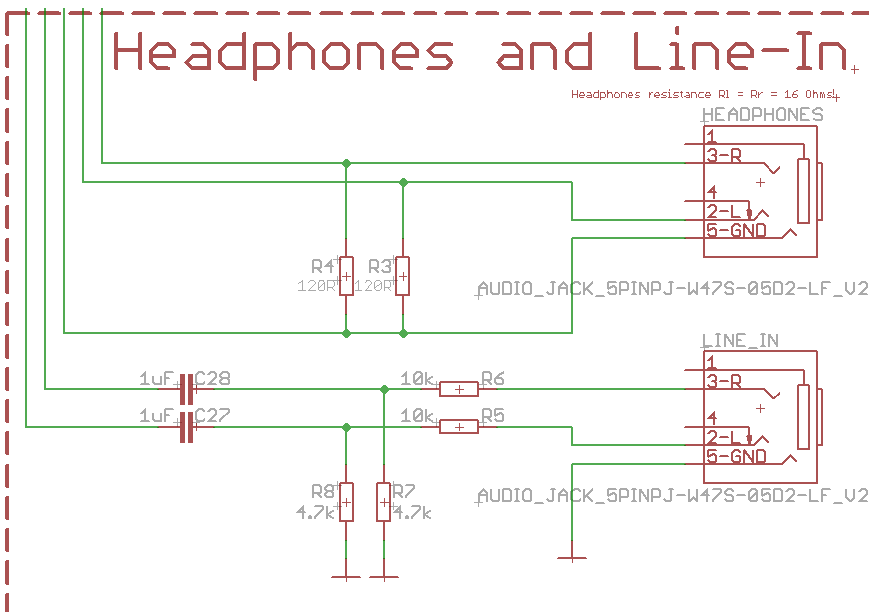 Headphones and Line-In
Headphones resistance Rl = Rr = 16 Ohms!
HEADPHONES
1
3-R
4
2-L
5-GND
R4 R3
120R 120R
AUDIO_JACK_5PINPJ-W47S-05D2-LF_V2
LINE_IN
1
1uF C28 10k R6 3-R
4
1uF C27 10k R5 2-L
5-GND
R8 R7
4.7k 4.7k
AUDIO_JACK_5PINPJ-W47S-05D2-LF_V2